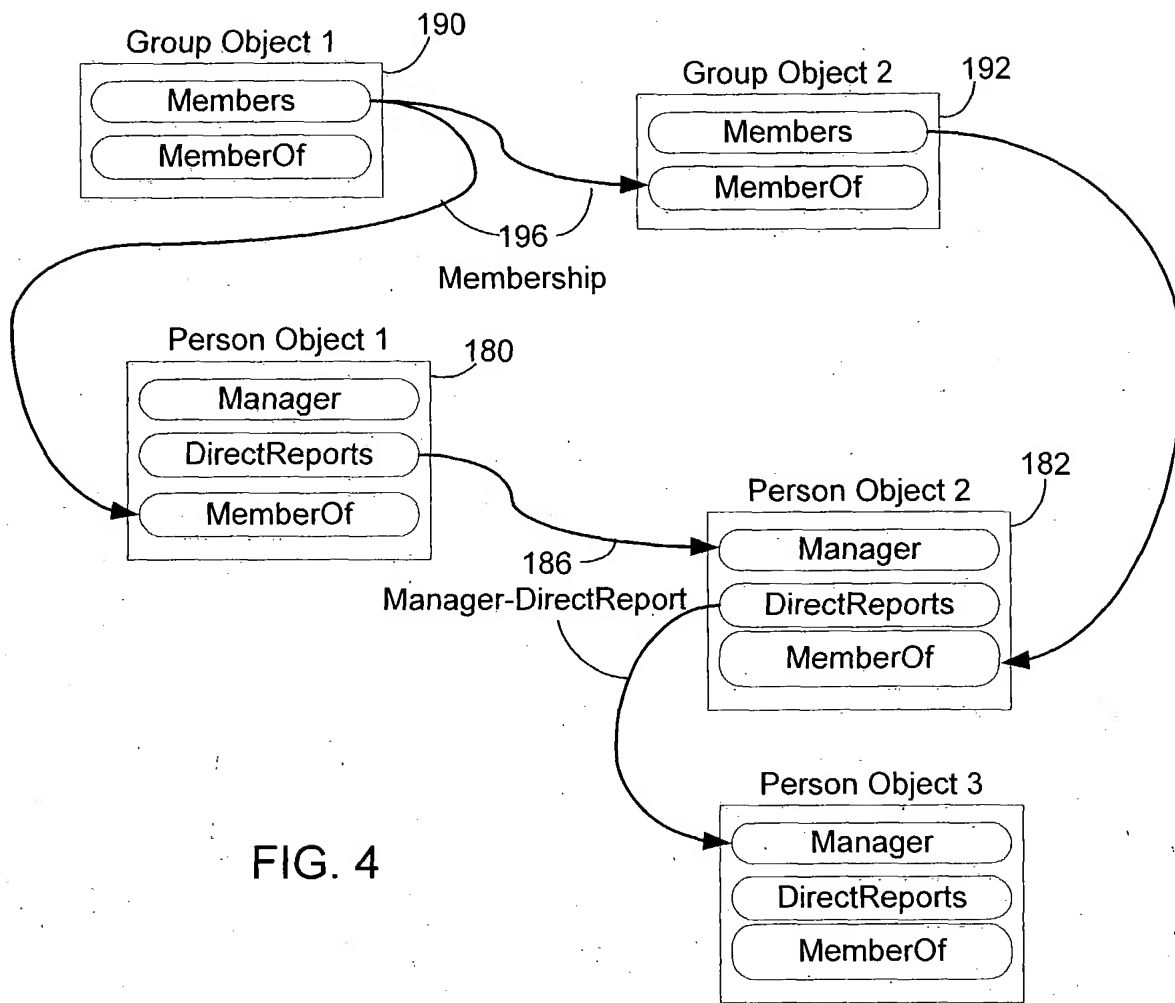 190
Group Object 1
Members
MemberOf
192
Group Object 2
Members
MemberOf
196
Membership
Person Object 1
180
Manager
DirectReports
MemberOf
186
Manager-DirectReport
182
Person Object 2
Manager
DirectReports
MemberOf
Person Object 3
Manager
DirectReports
MemberOf
FIG. 4